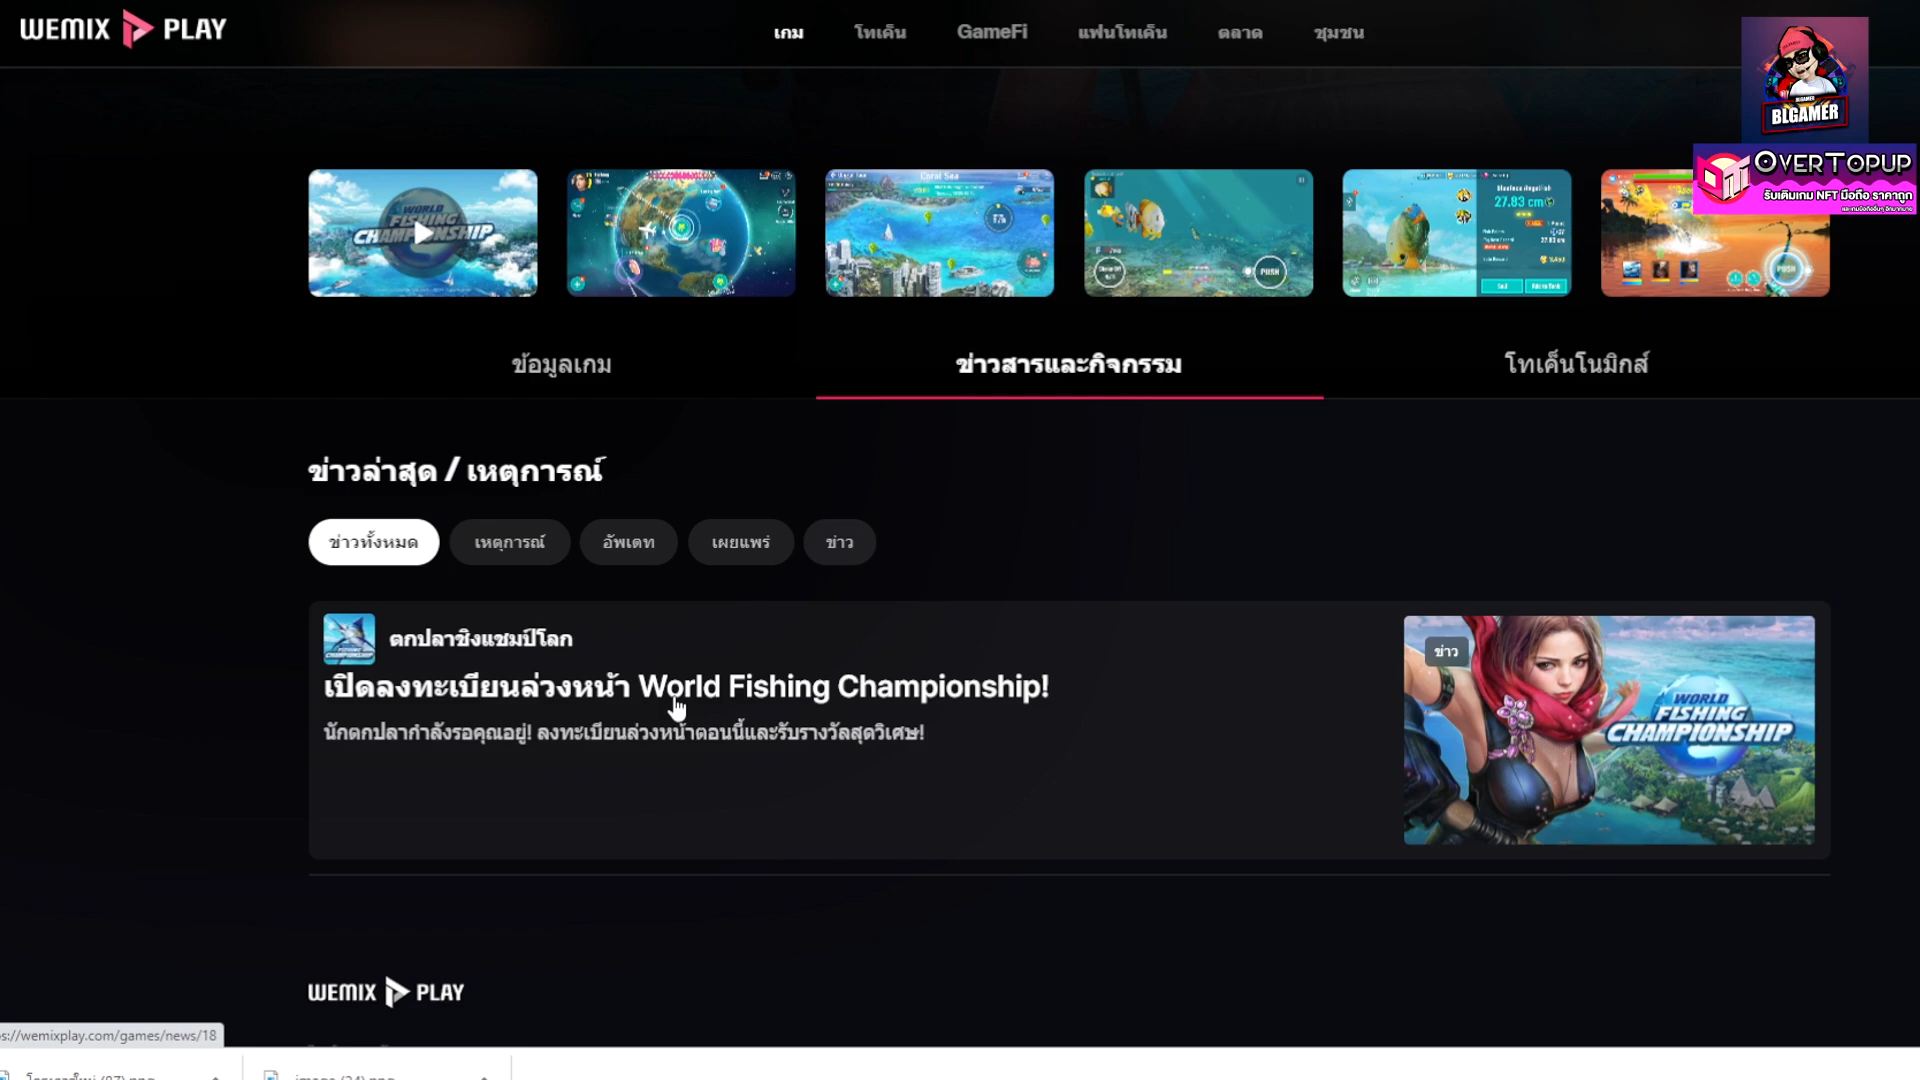 WEMIX PLAY
เกม
โทเค็น
GameFi
แฟนโทเค็น
ตลาด
ชุมชน
BLGAMER
OVERTOPUP
รับเติมเกม NFT มือถือ ราคาถูก
WORLD
FISHING
CHAMPIONSHIP
Coral Sea
PUSH
27.83 cm
PUSH
ข้อมูลเกม
ข่าวสารและกิจกรรม
โทเค็นโนมิกส์
ข่าวล่าสุด / เหตุการณ์
ข่าวทั้งหมด
เหตุการณ์
อัพเดท
เผยแพร่
ข่าว
ตกปลาชิงแชมป์โลก
เปิดลงทะเบียนล่วงหน้า World Fishing Championship!
นักตกปลากำลังรอคุณอยู่! ลงทะเบียนล่วงหน้าตอนนี้และรับรางวัลสุดวิเศษ!
ข่าว
WORLD
FISHING
CHAMPIONSHIP
WEMIX PLAY
s://wemixplay.com/games/news/18